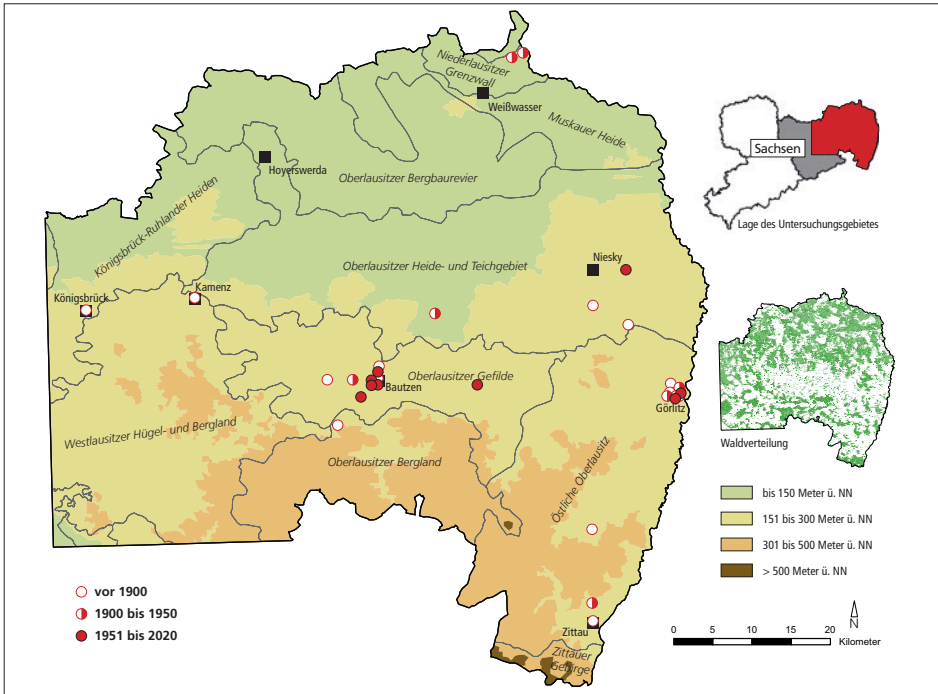 Niederlausitzer
Grenzwall
Weißwasser
Muskauer Heide
Hoyerswerda
Oberlausitzer Bergbaurevier
Königsbrück-Ruhlander Heiden
Oberlausitzer Heide- und Teichgebiet
Niesky
Königsbrück
Kamenz
Oberlausitzer Gefilde
Bautzen
Görlitz
Westlausitzer Hügel- und Bergland
Oberlausitzer Bergland
Östliche Oberlausitz
Zittau
Zittauer
Gebirge
vor 1900
1900 bis 1950
1951 bis 2020
Sachsen
Lage des Untersuchungsgebietes
Waldverteilung
bis 150 Meter ü. NN
151 bis 300 Meter ü. NN
301 bis 500 Meter ü. NN
> 500 Meter ü. NN
N
0 5 10 15 20
Kilometer